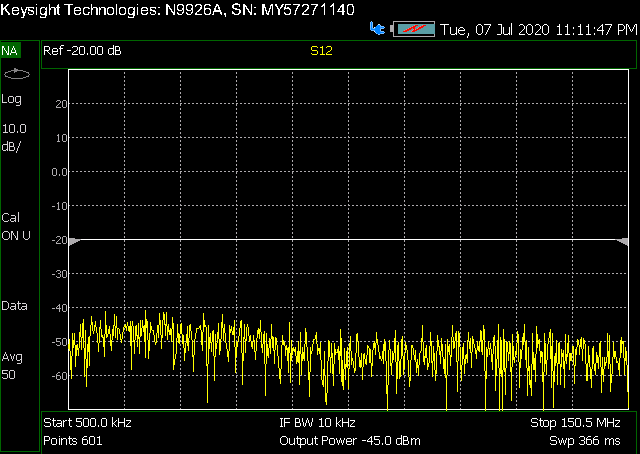 Keysight Technologies: N9926A, SN: MY57271140
Tue, 07 Jul 2020 11:11:47 PM
NA
Ref -20.00 dB
S12
Log
10.0
dB/
Cal
ON U
Data
Avg
50
20
10
0.0
-10
-20
-30
-40
-50
-60
Start 500.0 kHz IF BW 10 kHz Stop 150.5 MHz
Points 601 Output Power -45.0 dBm Swp 366 ms